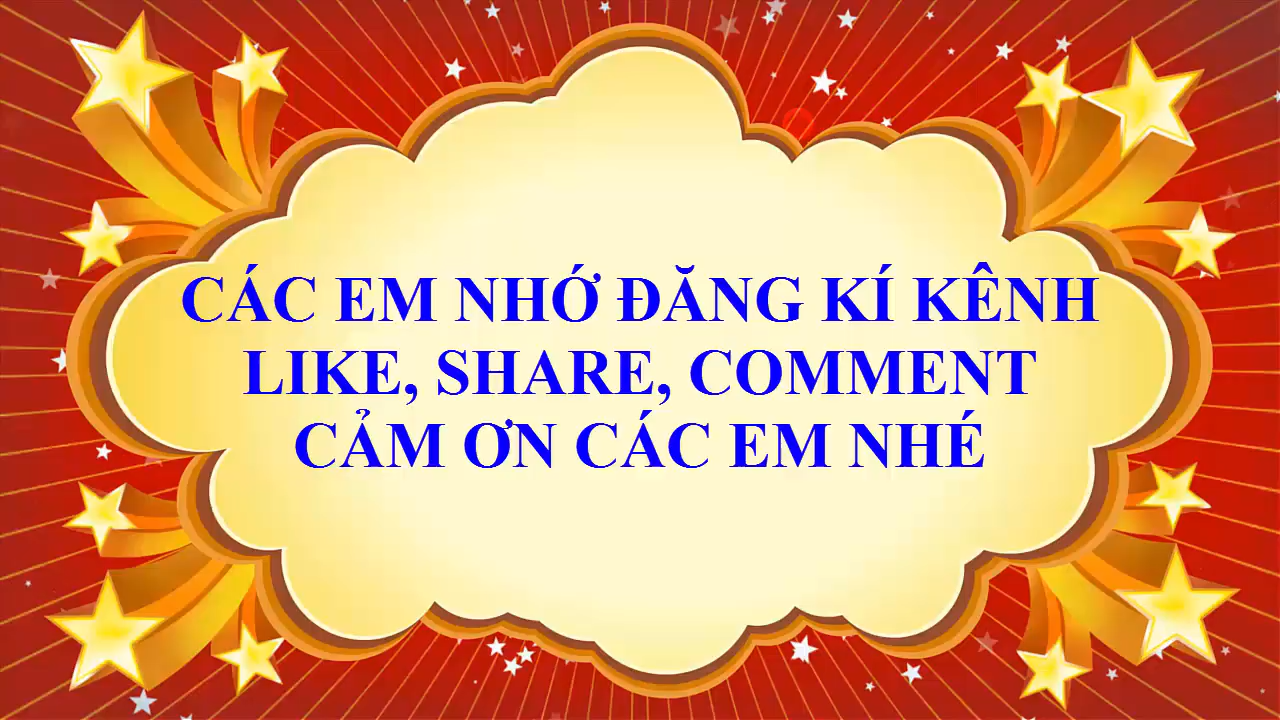 CÁC EM NHỚ ĐĂNG KÍ KÊNH
LIKE, SHARE, COMMENT
CẢM ƠN CÁC EM NHÉ